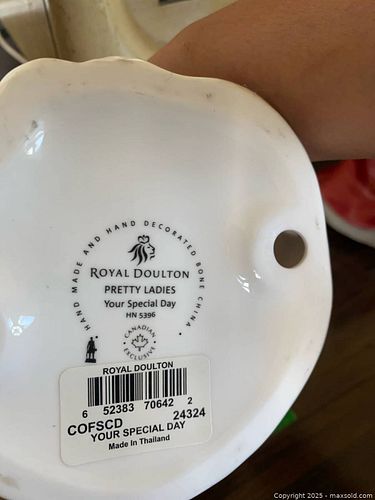 HAND MADE AND HAND DECORATED BONE CHINA
ROYAL DOULTON
PRETTY LADIES
Your Special Day
HN 5396
CANADIAN
EXCLUSIVE
ROYAL DOULTON
6 52383 70642 2
COFSCD 24324
YOUR SPECIAL DAY
Made In Thailand
Copyright © 2025 - maxsold.com